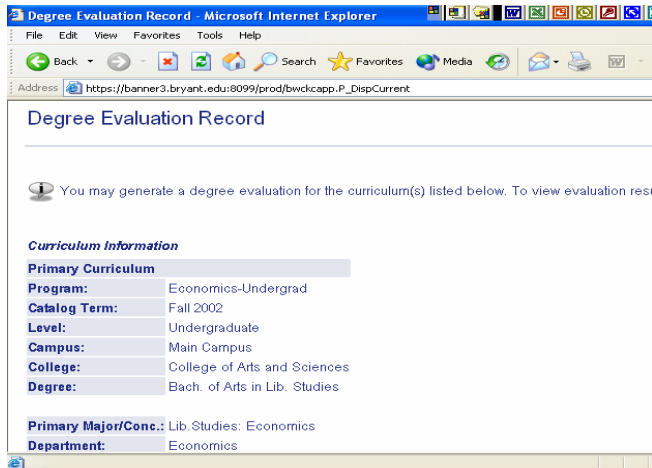 Degree Evaluation Record - Microsoft Internet Explorer
File Edit View Favorites Tools Help
Back Search Favorites Media
Address https://banner3.bryant.edu:8099/prod/bwckcapp.P_DispCurrent
Degree Evaluation Record
You may generate a degree evaluation for the curriculum(s) listed below. To view evaluation resu
Curriculum Information
Primary Curriculum
Program: Economics-Undergrad
Catalog Term: Fall 2002
Level: Undergraduate
Campus: Main Campus
College: College of Arts and Sciences
Degree: Bach. of Arts in Lib. Studies
Primary Major/Conc.: Lib.Studies: Economics
Department: Economics